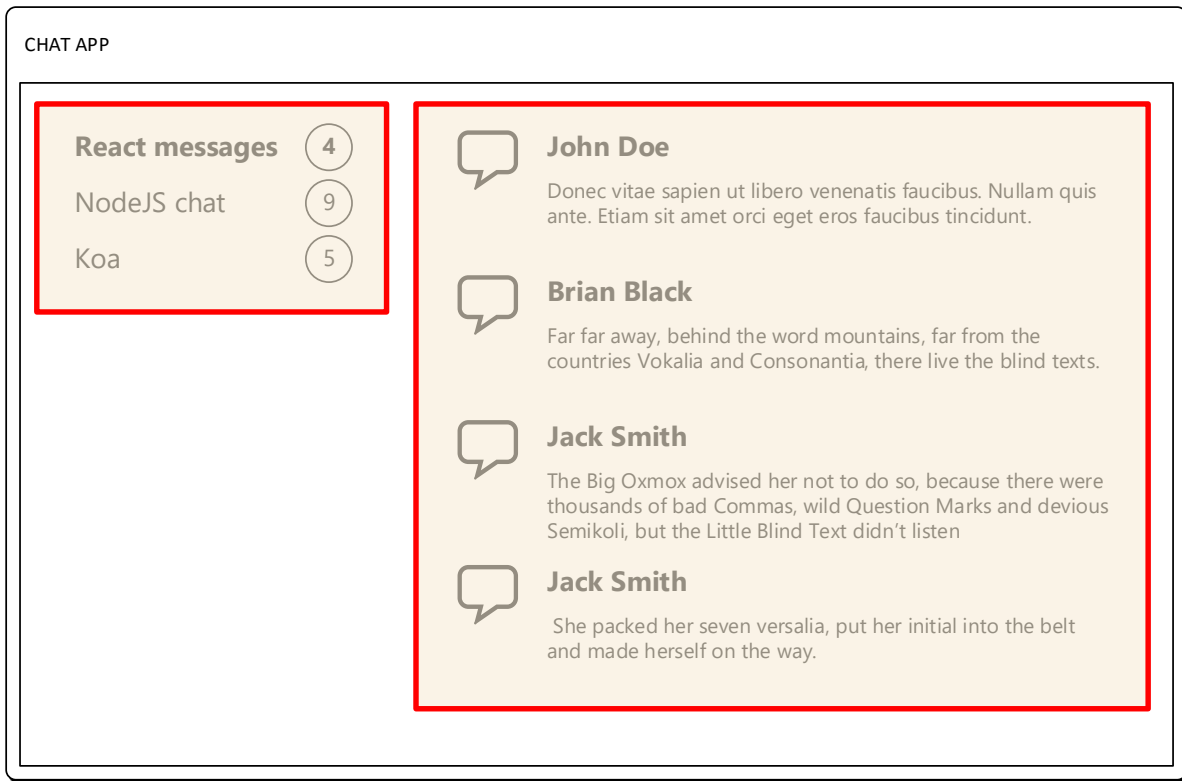 CHAT APP
React messages 4
NodeJS chat 9
Koa 5
John Doe
Donec vitae sapien ut libero venenatis faucibus. Nullam quis
ante. Etiam sit amet orci eget eros faucibus tincidunt.
Brian Black
Far far away, behind the word mountains, far from the
countries Vokalia and Consonantia, there live the blind texts.
Jack Smith
The Big Oxmox advised her not to do so, because there were
thousands of bad Commas, wild Question Marks and devious
Semikoli, but the Little Blind Text didn’t listen
Jack Smith
She packed her seven versalia, put her initial into the belt
and made herself on the way.